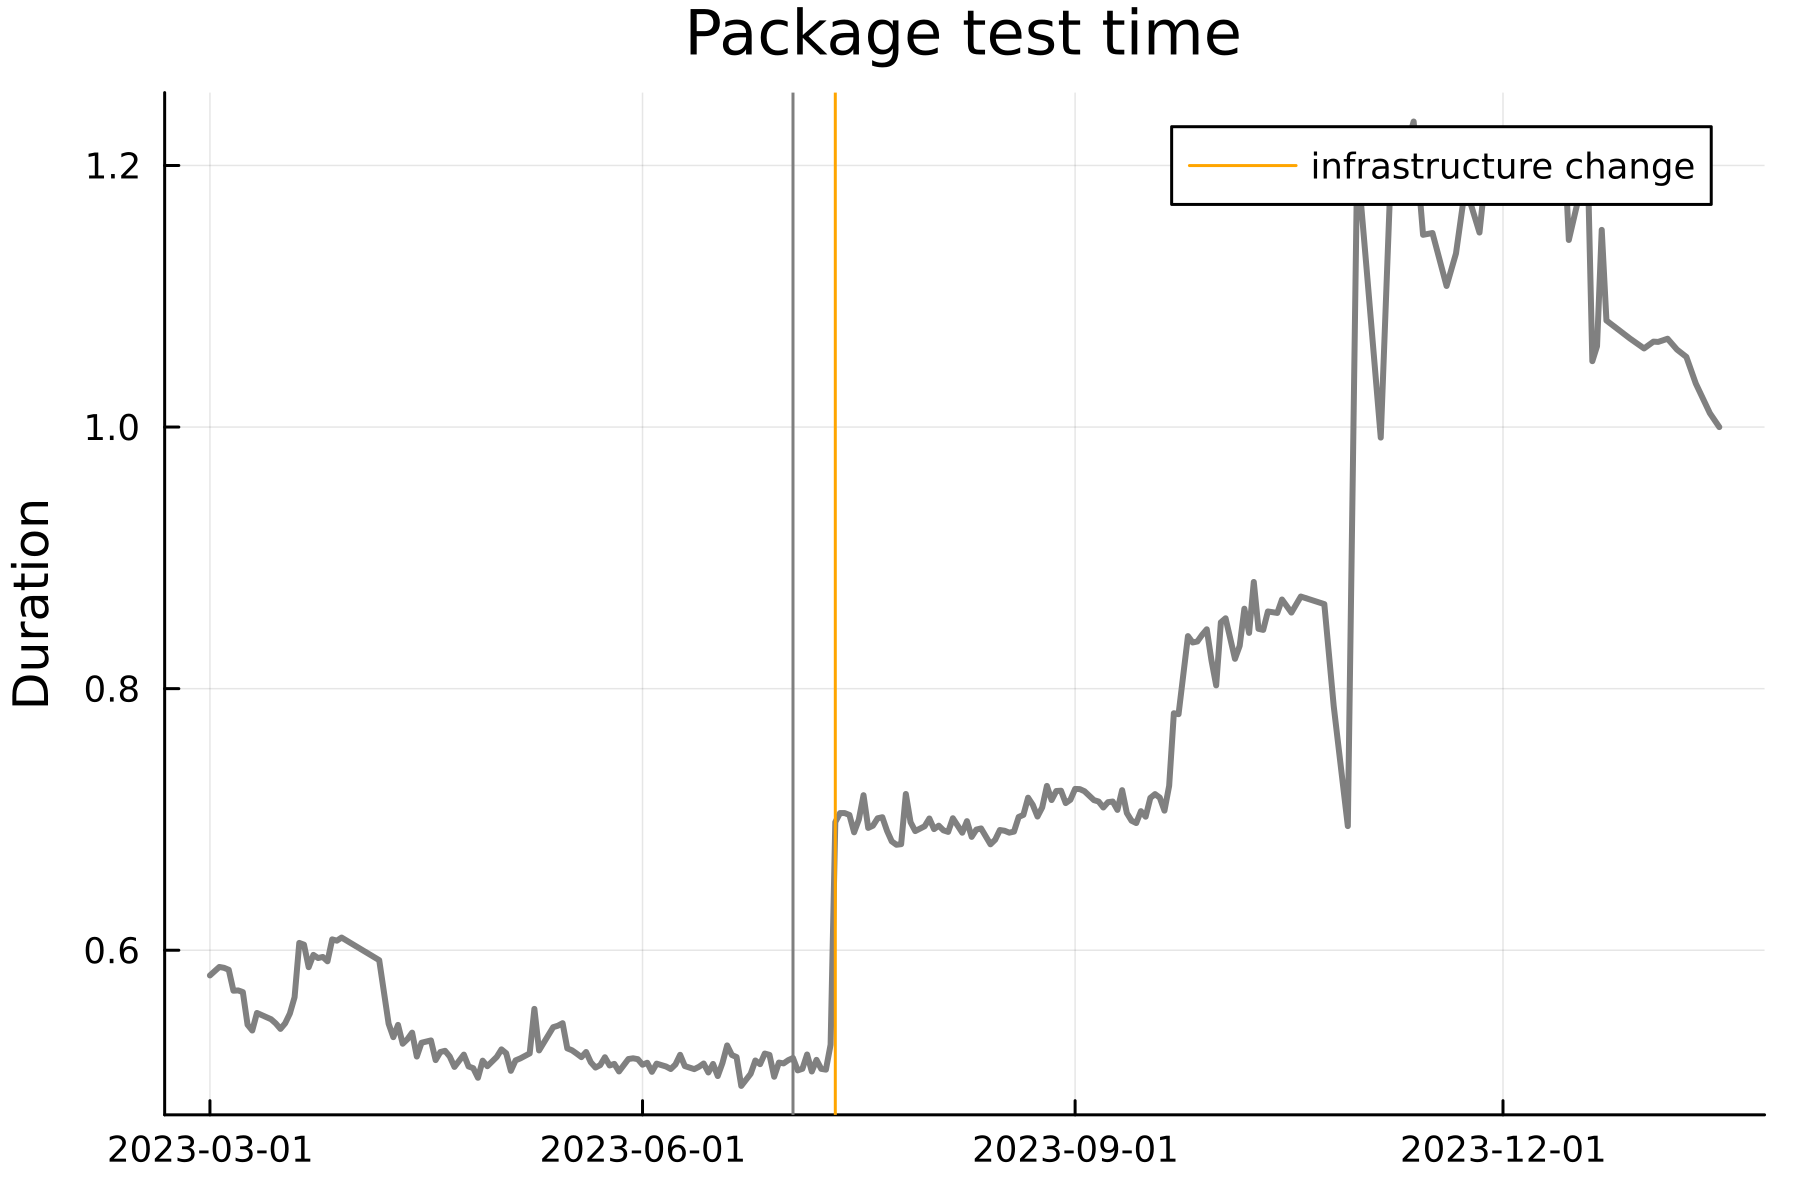 Package test time
infrastructure change
Duration
1.2
1.0
0.8
0.6
2023-03-01 2023-06-01 2023-09-01 2023-12-01